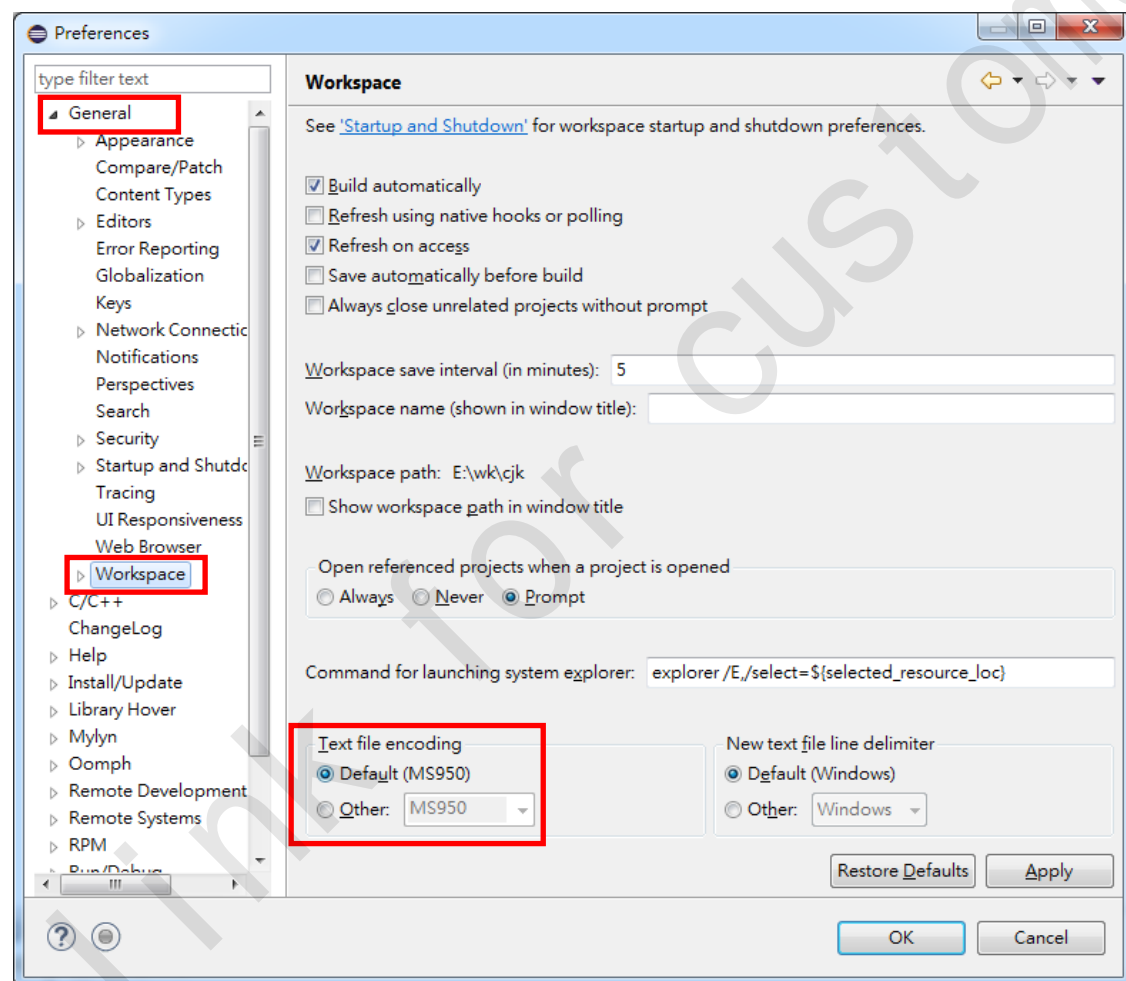 Preferences
type filter text
General
Appearance
Compare/Patch
Content Types
Editors
Error Reporting
Globalization
Keys
Network Connectic
Notifications
Perspectives
Search
Security
Startup and Shutdc
Tracing
UI Responsiveness
Web Browser
Workspace
C/C++
ChangeLog
Help
Install/Update
Library Hover
Mylyn
Oomph
Remote Development
Remote Systems
RPM
Run/Debug
Workspace
See 'Startup and Shutdown' for workspace startup and shutdown preferences.
Build automatically
Refresh using native hooks or polling
Refresh on access
Save automatically before build
Always close unrelated projects without prompt
Workspace save interval (in minutes): 5
Workspace name (shown in window title):
Workspace path: E:\wk\cjk
Show workspace path in window title
Open referenced projects when a project is opened
Always Never Prompt
Command for launching system explorer: explorer /E,/select=${selected_resource_loc}
Text file encoding
Default (MS950)
Other: MS950
New text file line delimiter
Default (Windows)
Other: Windows
Restore Defaults Apply
OK Cancel
link for custom